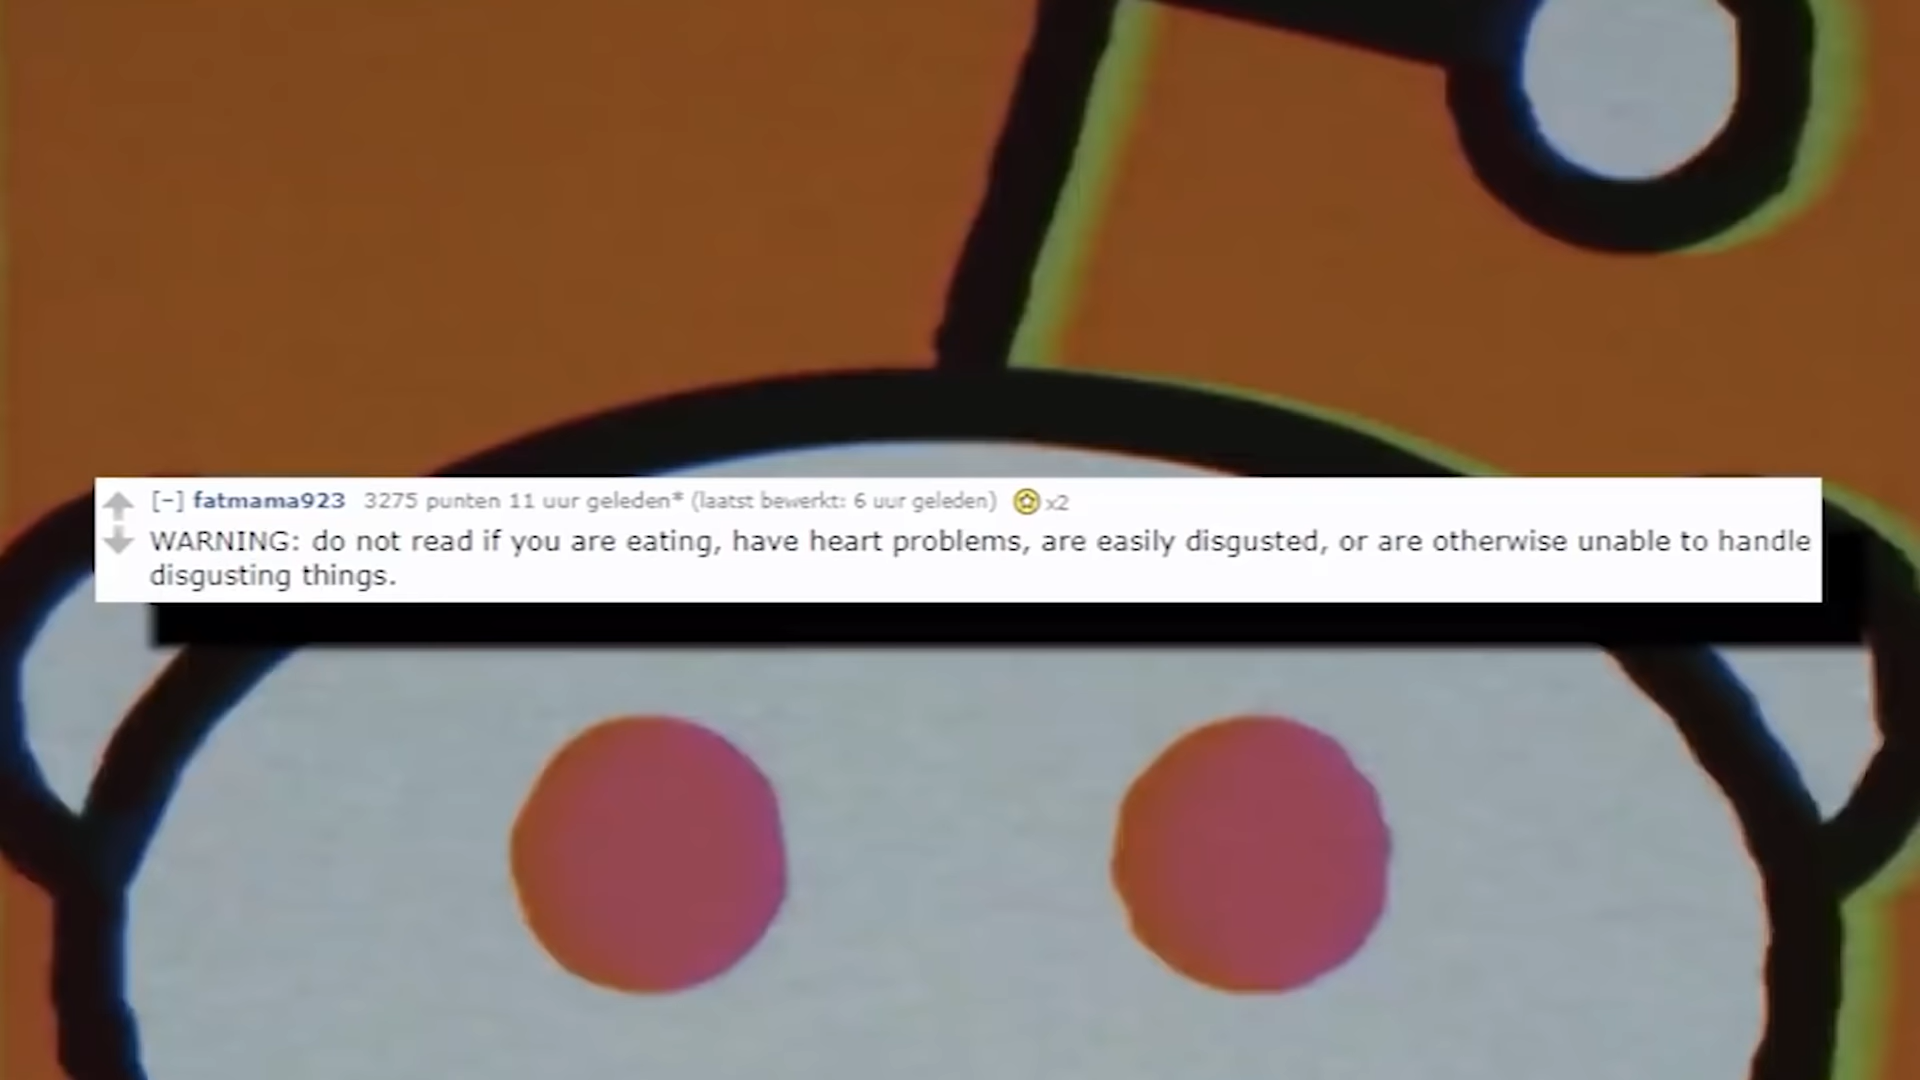 [-] fatmama923 3275 punten 11 uur geleden* (laatst bewerkt: 6 uur geleden) x2
WARNING: do not read if you are eating, have heart problems, are easily disgusted, or are otherwise unable to handle
disgusting things.